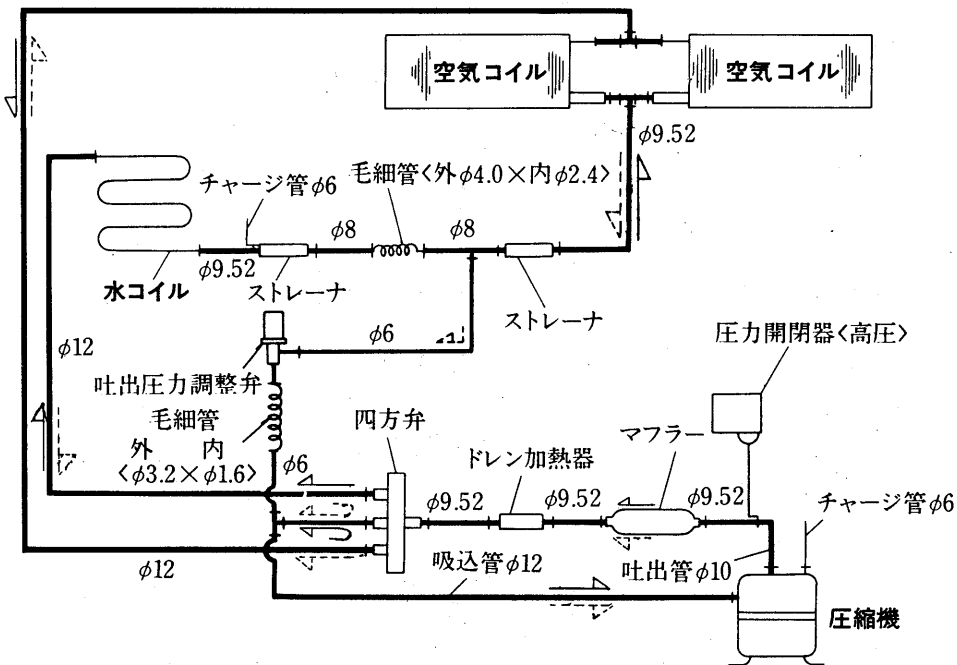 空気コイル
空気コイル
φ9.52
毛細管<外φ4.0×内φ2.4>
チャージ管φ6
φ8
φ8
φ9.52
水コイル
ストレーナ
ストレーナ
φ6
圧力開閉器<高圧>
φ12
吐出圧力調整弁
毛細管
外 内
<φ3.2×φ1.6>
四方弁
マフラー
ドレン加熱器
φ6
φ9.52
φ9.52
φ9.52
チャージ管φ6
φ12
吸込管φ12
吐出管φ10
圧縮機